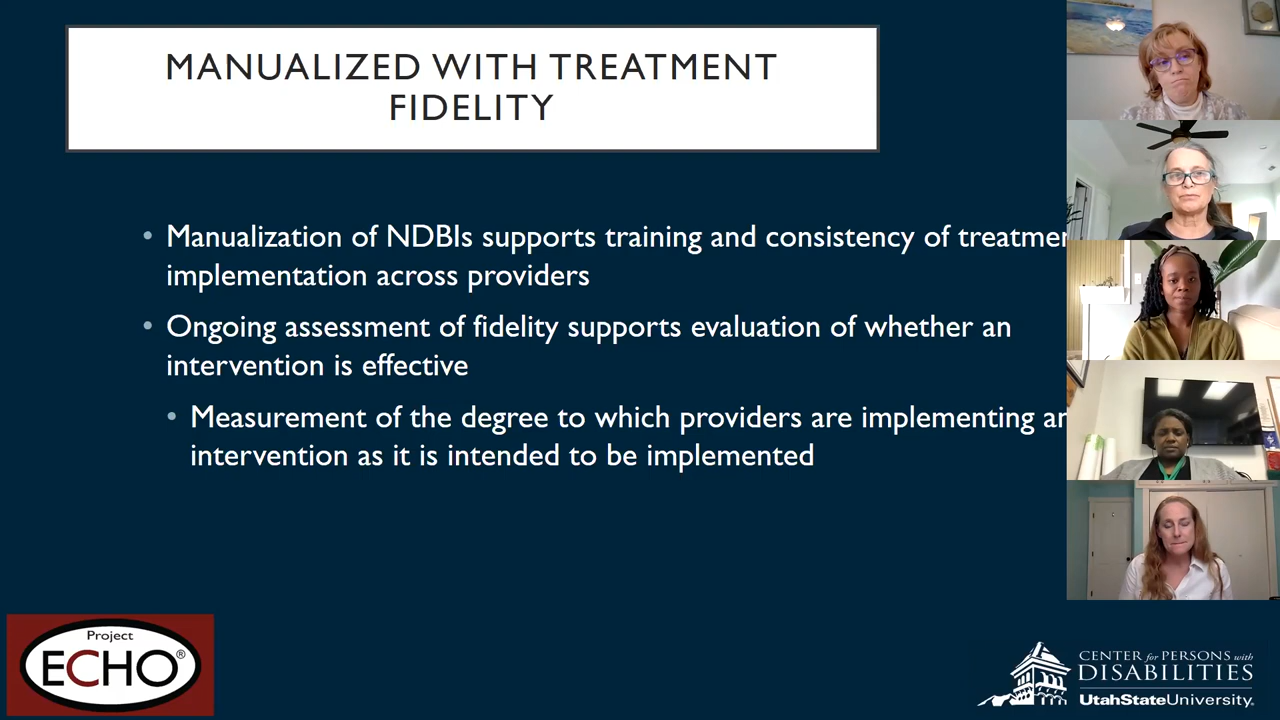 MANUALIZED WITH TREATMENT
FIDELITY
• Manualization of NDBIs supports training and consistency of
implementation across providers
• Ongoing assessment of fidelity supports evaluation of whether an
intervention is effective
• Measurement of the degree to which providers are implementing
intervention as it is intended to be implemented
Project
ECHO®
CENTER for PERSONS with
DISABILITIES
UtahStateUniversity